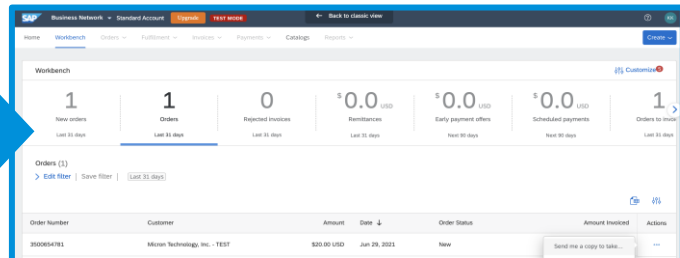 SAP Business Network Standard Account Upgrade TEST MODE ← Back to classic view
Home Workbench Orders Fulfillment Invoices Payments Catalogs Reports Create
Workbench Customize
1 1 0 $ 0.0 USD $ 0.0 USD $ 0.0 USD 1
New orders Orders Rejected invoices Remittances Early payment offers Scheduled payments Orders to invoice
Last 31 days Last 31 days Last 31 days Last 31 days Next 90 days Next 90 days Last 31 days
Orders (1)
> Edit filter | Save filter | Last 31 days
Order Number Customer Amount Date ↓ Order Status Amount Invoiced Actions
3500654781 Micron Technology, Inc. - TEST $20.00 USD Jun 29, 2021 New Send me a copy to take... ...